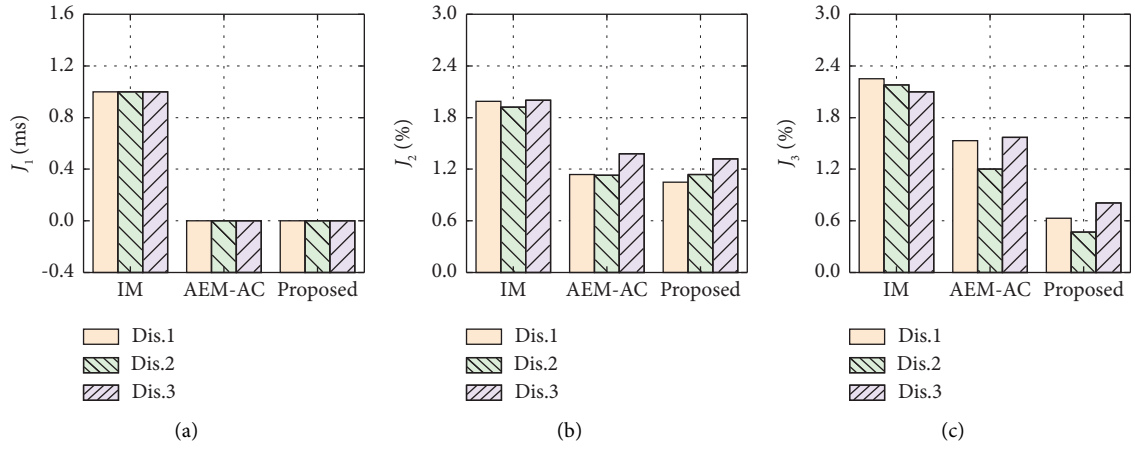 1.6
1.2
0.8
0.4
0.0
-0.4
J1 (ms)
IM AEM-AC Proposed
Dis.1
Dis.2
Dis.3
(a)
3.0
2.4
1.8
1.2
0.6
0.0
J2 (%)
IM AEM-AC Proposed
Dis.1
Dis.2
Dis.3
(b)
3.0
2.4
1.8
1.2
0.6
0.0
J3 (%)
IM AEM-AC Proposed
Dis.1
Dis.2
Dis.3
(c)